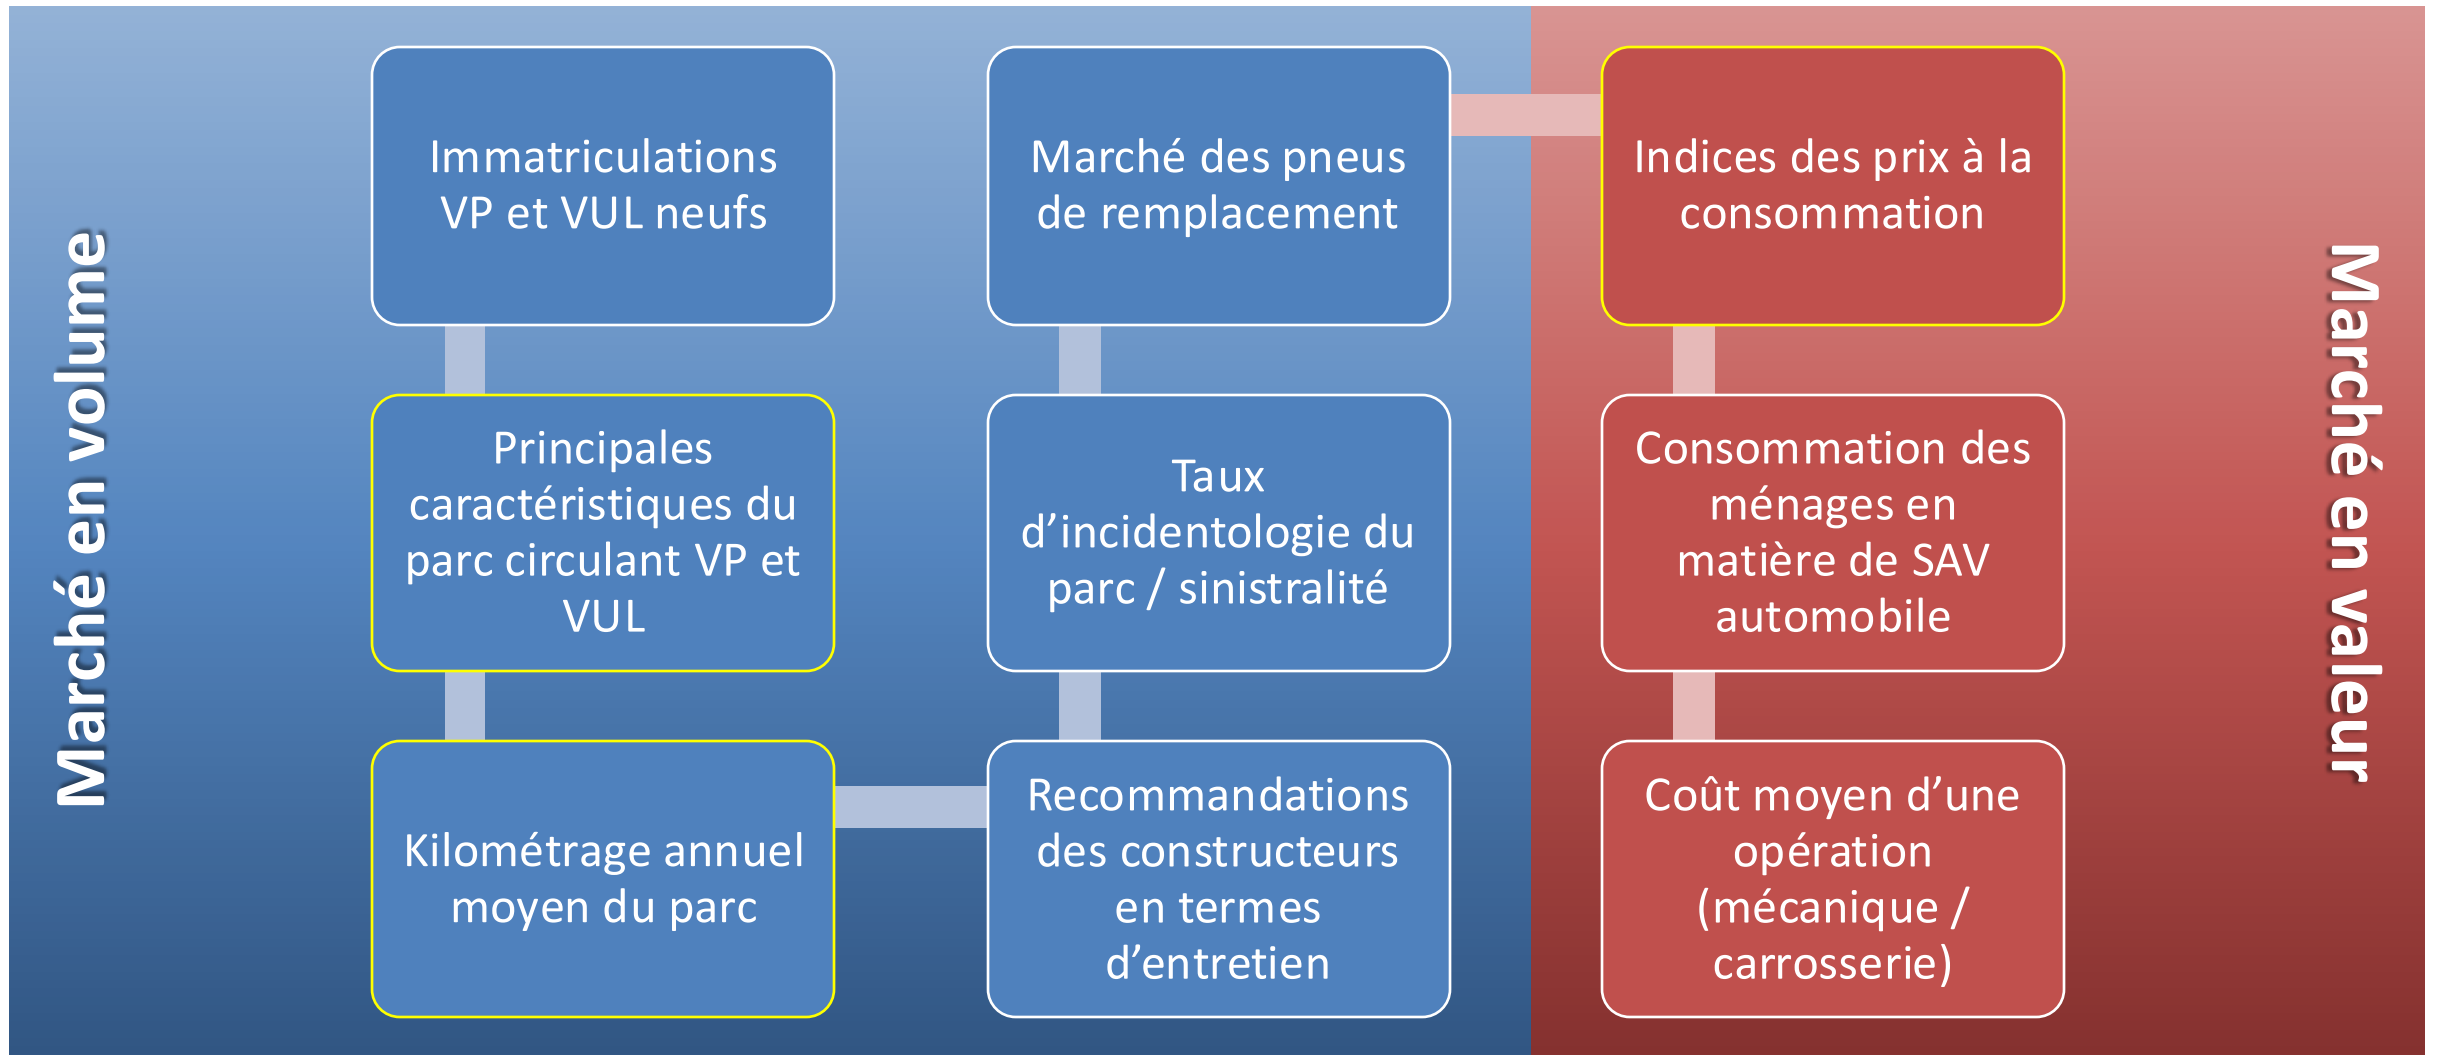 Marché en volume
Immatriculations
VP et VUL neufs
Principales
caractéristiques du
parc circulant VP et
VUL
Kilométrage annuel
moyen du parc
Recommandations
des constructeurs
en termes
d’entretien
Taux
d’incidentologie du
parc / sinistralité
Marché des pneus
de remplacement
Indices des prix à la
consommation
Consommation des
ménages en
matière de SAV
automobile
Coût moyen d’une
opération
(mécanique /
carrosserie)
Marché en valeur